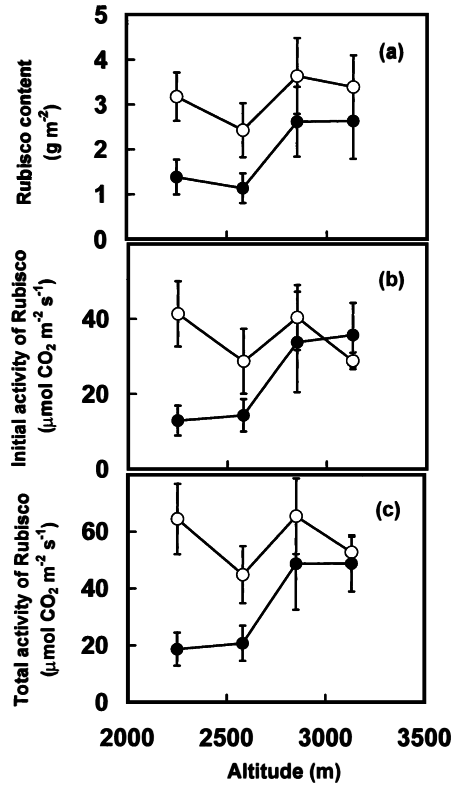 Rubisco content
(g m-2)
5
4
3
2
1
0
(a)
Initial activity of Rubisco
(μmol CO2 m-2 s-1)
40
20
0
(b)
Total activity of Rubisco
(μmol CO2 m-2 s-1)
60
40
20
0
(c)
2000 2500 3000 3500
Altitude (m)